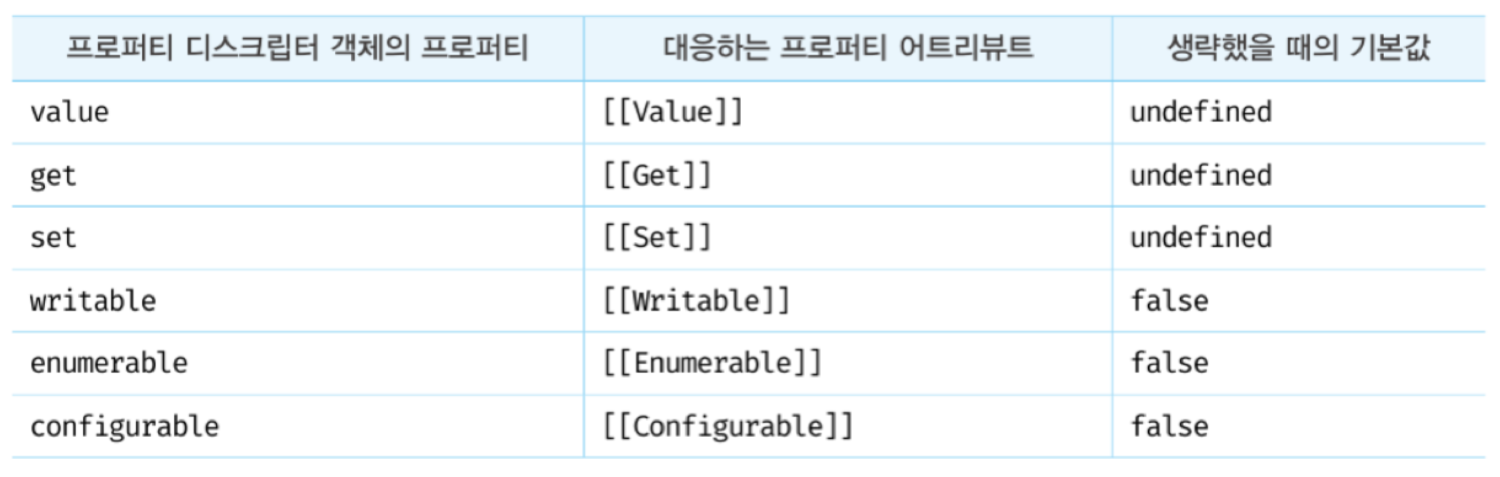 프로퍼티 디스크립터 객체의 프로퍼티 대응하는 프로퍼티 어트리뷰트 생략했을 때의 기본값
value [[Value]] undefined
get [[Get]] undefined
set [[Set]] undefined
writable [[Writable]] false
enumerable [[Enumerable]] false
configurable [[Configurable]] false